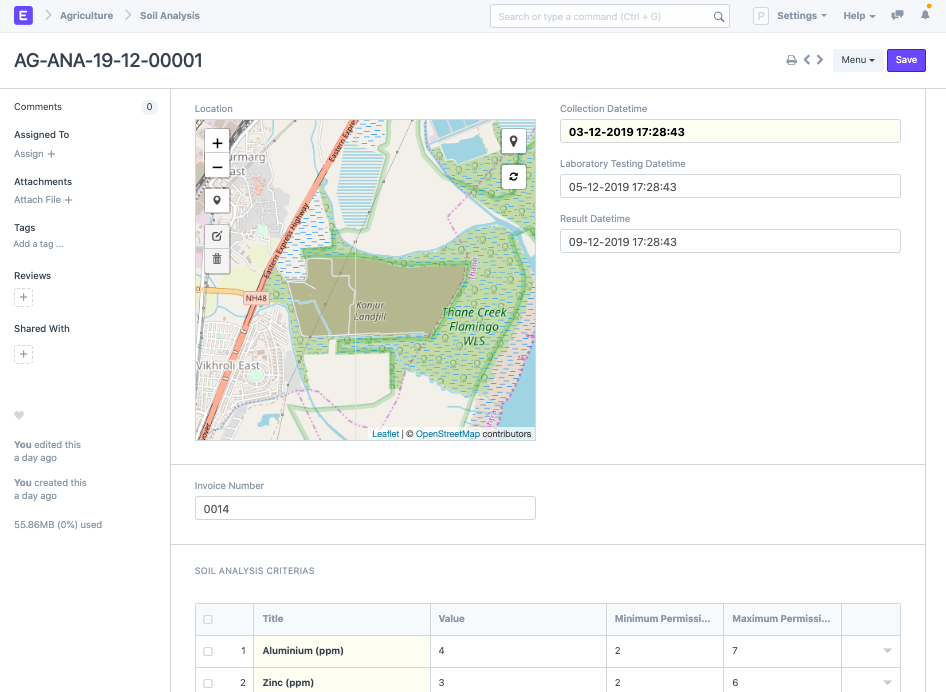 E Agriculture Soil Analysis Search or type a command (Ctrl + G) P Settings Help
AG-ANA-19-12-00001
Menu Save
Comments 0
Assigned To
Assign +
Attachments
Attach File +
Tags
Add a tag ...
Reviews
+
Shared With
+
You edited this
a day ago
You created this
a day ago
55.86MB (0%) used
Location
+
−
Eastern Express Highway
NH48
Kanjur
Landfill
Thane Creek
Flamingo
WLS
Thana
Vikhroli East
Leaflet | © OpenStreetMap contributors
Collection Datetime
03-12-2019 17:28:43
Laboratory Testing Datetime
05-12-2019 17:28:43
Result Datetime
09-12-2019 17:28:43
Invoice Number
0014
SOIL ANALYSIS CRITERIAS
Title Value Minimum Permissi... Maximum Permissi...
1 Aluminium (ppm) 4 2 7
2 Zinc (ppm) 3 2 6